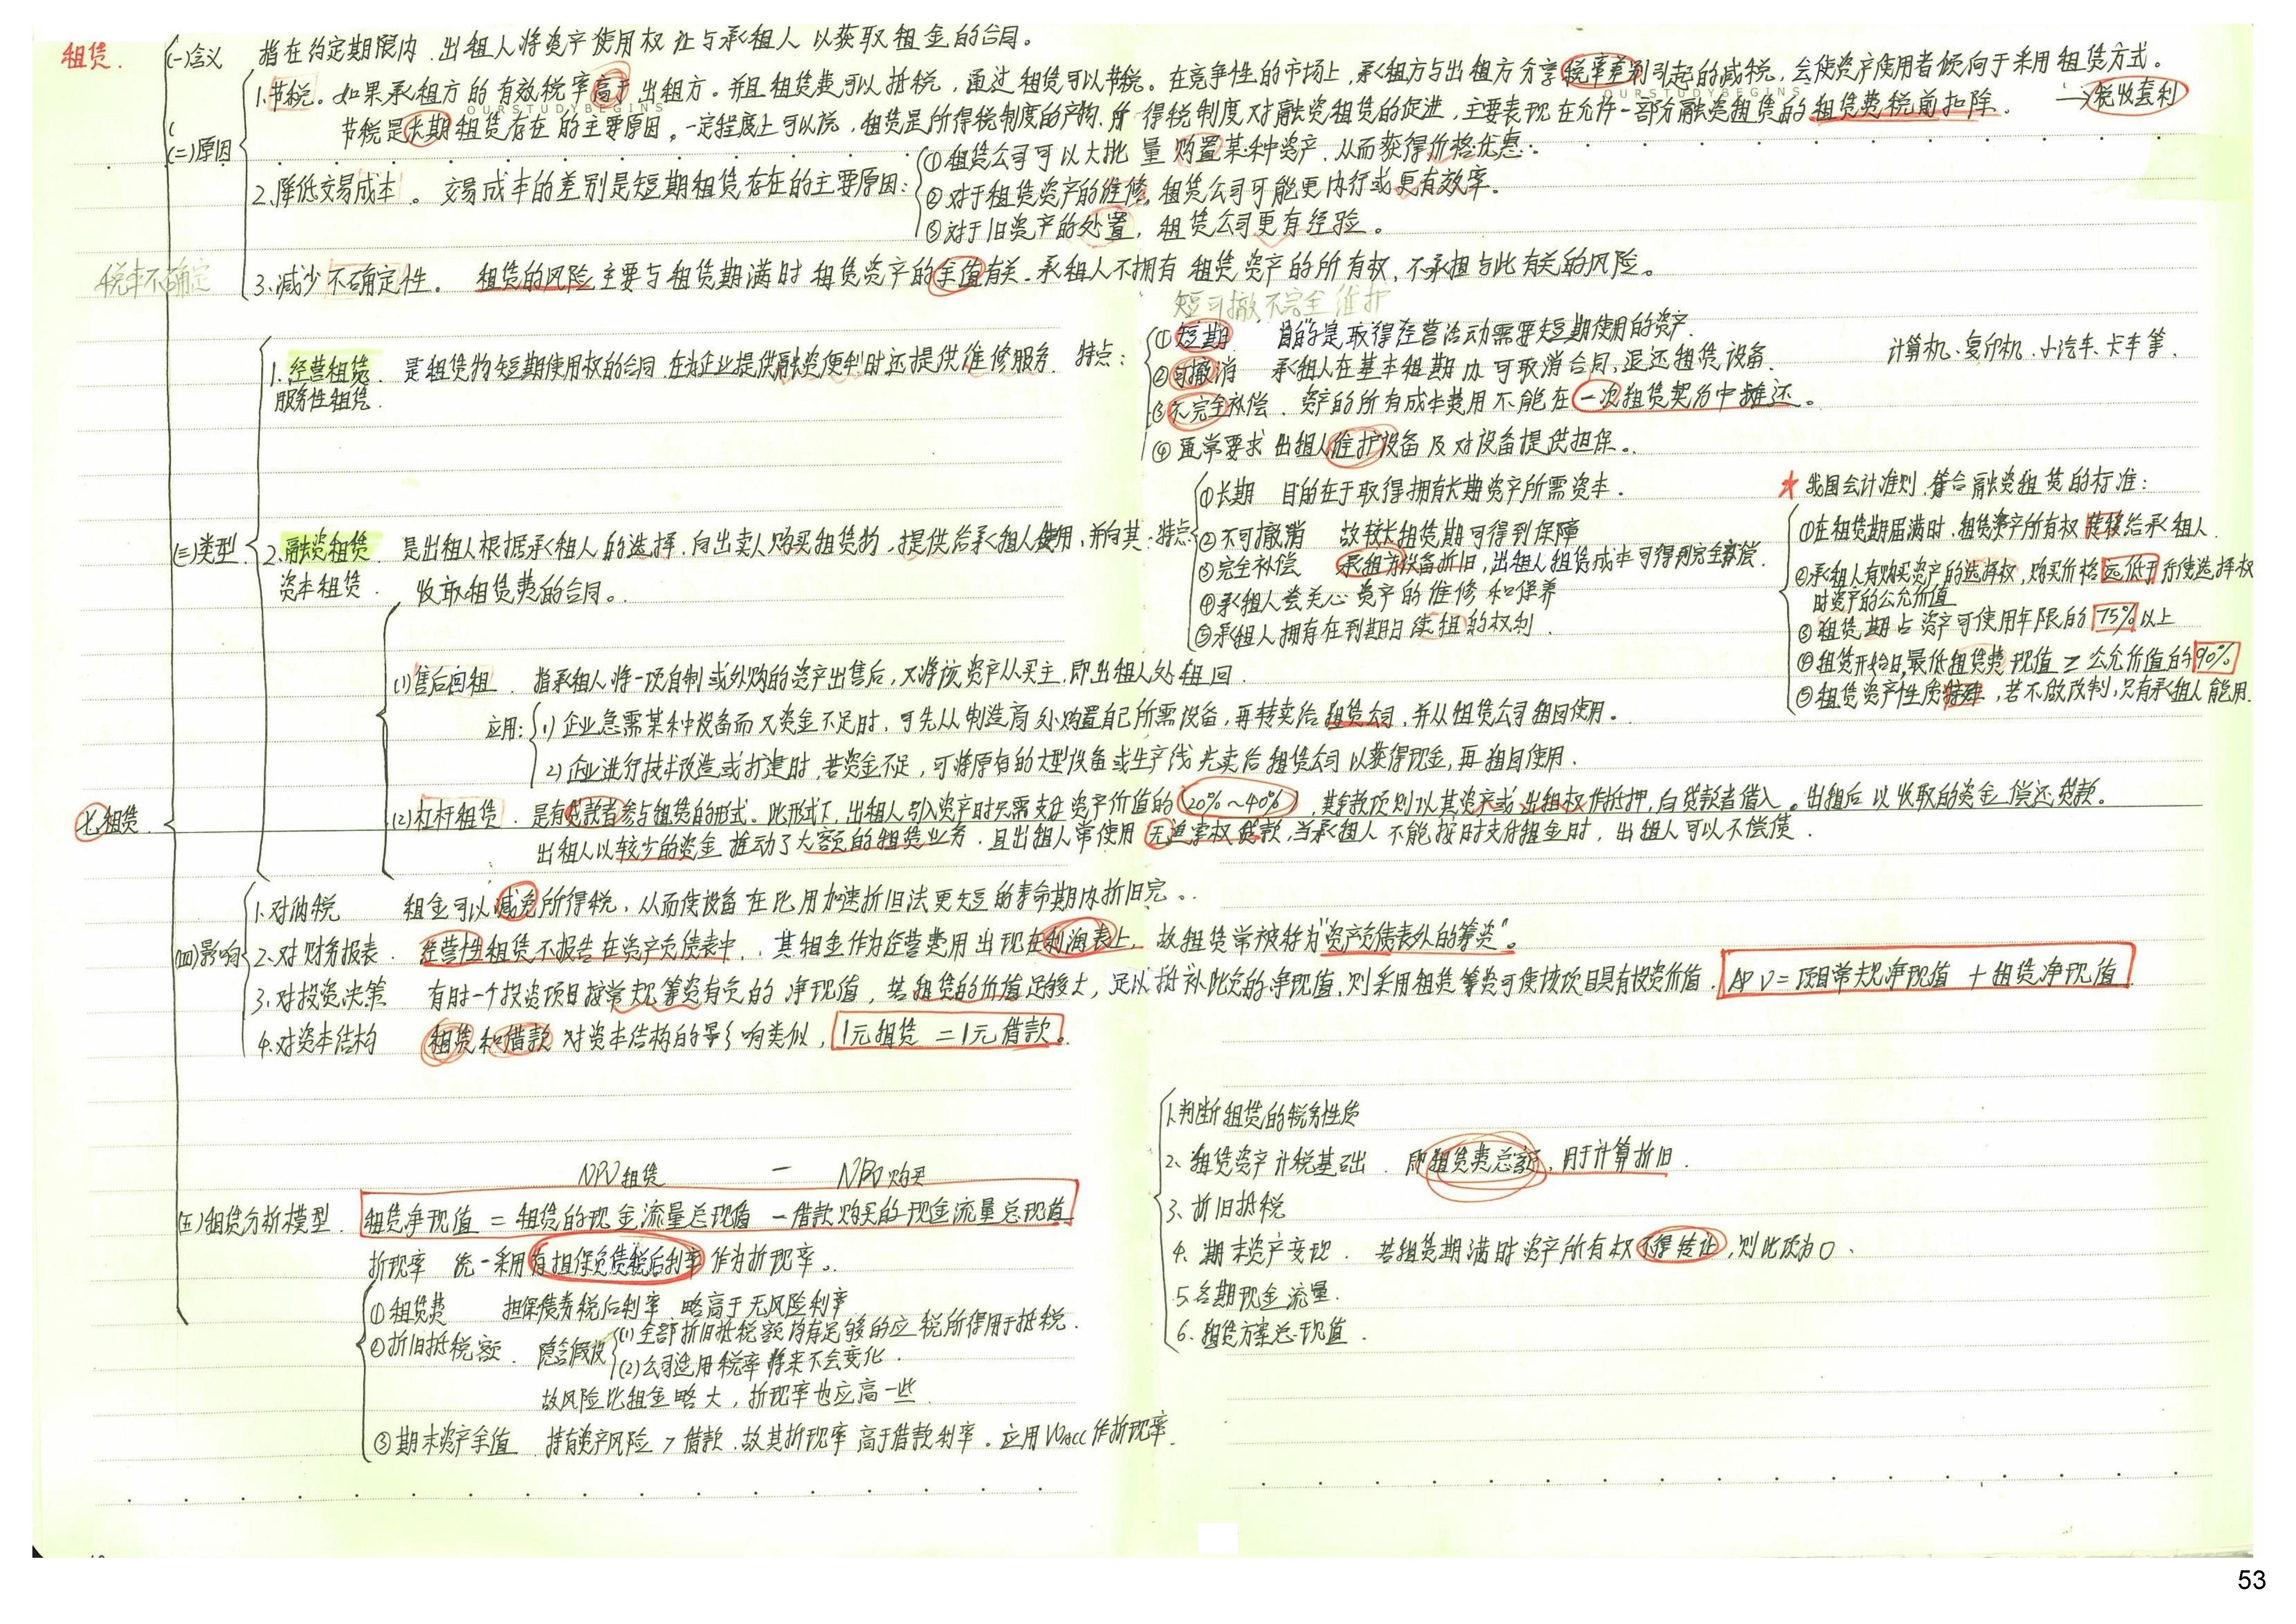 租赁.
(一)含义 指在约定期限内.出租人将资产使用权让与承租人以获取租金的合同。
(二)原因
1.节税。如果承租方的有效税率高于出租方。并且租赁费可以抵税,通过租赁可以节税。在竞争性的市场上,承租方与出租方分享税率差别引起的减税,会使资产使用者倾向于采用租赁方式。
OURSTUDYBEGINS OURSTUDYBEGINS
节税是长期租赁存在的主要原因。一定程度上可以说,租赁是所得税制度的产物.所得税制度对融资租赁的促进,主要表现在允许一部分融资租赁的租赁费税前扣除. →税收套利
2.降低交易成本。 交易成本的差别是短期租赁存在的主要原因:
①租赁公司可以大批量购置某种资产.从而获得价格优惠.
②对于租赁资产的维修,租赁公司可能更内行或更有效率。
③对于旧资产的处置,租赁公司更有经验。
税率不确定
3.减少不确定性。 租赁的风险主要与租赁期满时租赁资产的余值有关.承租人不拥有租赁资产的所有权,不承担与此有关的风险。
七.租赁
(三)类型
1.经营租赁. 是租赁物短期使用权的合同.在为企业提供融资便利时还提供维修服务. 特点:
服务性租赁.
短可撤不完全维护
①短期 目的是取得经营活动需要短期使用的资产. 计算机、复印机、小汽车、卡车等.
②可撤消 承租人在基本租期内可取消合同,退还租赁设备.
③不完全补偿.资产的所有成本费用不能在一次租赁契约中摊还。
④通常要求出租人维护设备及对设备提供担保。
2.融资租赁. 是出租人根据承租人的选择.向出卖人购买租赁物,提供给承租人使用,并向其 特点
资本租赁. 收取租赁费的合同。
①长期 目的在于取得拥有长期资产所需资本.
②不可撤消 故较长租赁期可得到保障
③完全补偿 承租方设备折旧,出租人租赁成本可得到完全补偿.
④承租人会关心资产的维修和保养
⑤承租人拥有在到期日续租的权利.
★我国会计准则.符合融资租赁的标准:
①在租赁期届满时.租赁资产所有权转移给承租人.
②承租人有购买资产的选择权,购买价格远低于行使选择权
时资产的公允价值
③租赁期占资产可使用年限的75%以上
④租赁开始日,最低租赁费现值≥公允价值的90%
⑤租赁资产性质特殊,若不做改制,只有承租人能用.
(1)售后回租. 指承租人将一项自制或外购的资产出售后,又将该资产从买主.即出租人处租回.
应用: 1)企业急需某种设备而又资金不足时,可先从制造商处购置自己所需设备,再转卖给租赁公司,并从租赁公司租回使用.
2)企业进行技术改造或扩建时,若资金不足,可将原有的大型设备或生产线先卖给租赁公司以获得现金,再租回使用.
(2)杠杆租赁. 是有贷款者参与租赁的形式。此形式下,出租人引入资产时只需支付资产价值的20%~40%,其余款项则以其资产或出租权作抵押,向贷款者借入。出租后以收取的资金偿还贷款。
出租人以较少的资金推动了大额的租赁业务.且出租人常使用无追索权贷款,当承租人不能按时支付租金时,出租人可以不偿债.
(四)影响
1.对纳税 租金可以减免所得税,从而使设备在比用加速折旧法更短的寿命期内折旧完。
2.对财务报表. 经营性租赁不报告在资产负债表中,其租金作为经营费用出现在利润表上,故租赁常被称为"资产负债表外的筹资"。
3.对投资决策 有时一个投资项目按常规筹资有负的净现值,若租赁的价值足够大,足以抵补此负的净现值,则采用租赁筹资可使该项目具有投资价值. APV=项目常规净现值+租赁净现值
4.对资本结构 租赁和借款对资本结构的影响类似,1元租赁=1元借款。
NPV租赁 — NPV购买
(五)租赁分析模型. 租赁净现值=租赁的现金流量总现值-借款购买的现金流量总现值
折现率 统一采用有担保负债税后利率作为折现率。
①租赁费 担保债券税后利率.略高于无风险利率
②折旧抵税额. 隐含假设 (1)全部折旧抵税额均有足够的应税所得用于抵税.
(2)公司适用税率将来不会变化.
故风险比租金略大,折现率也应高一些.
③期末资产余值 持有资产风险>借款.故其折现率高于借款利率。应用WACC作折现率.
1.判断租赁的税务性质
2、租赁资产计税基础.即租赁费总额,用于计算折旧.
3、折旧抵税
4.期末资产变现.若租赁期满时资产所有权不得转让,则此项为0.
5.各期现金流量.
6.租赁方案总现值.
53